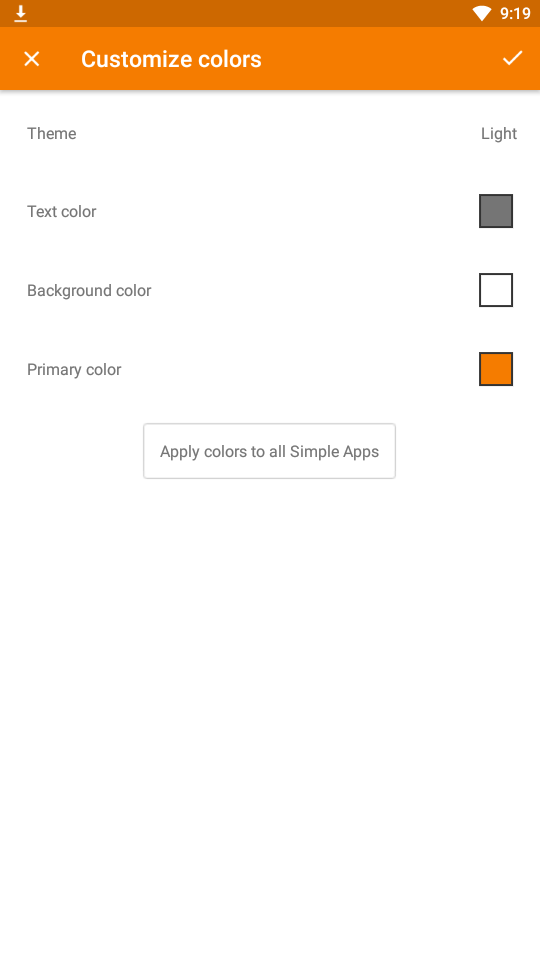 9:19
Customize colors
Theme
Light
Text color
Background color
Primary color
Apply colors to all Simple Apps